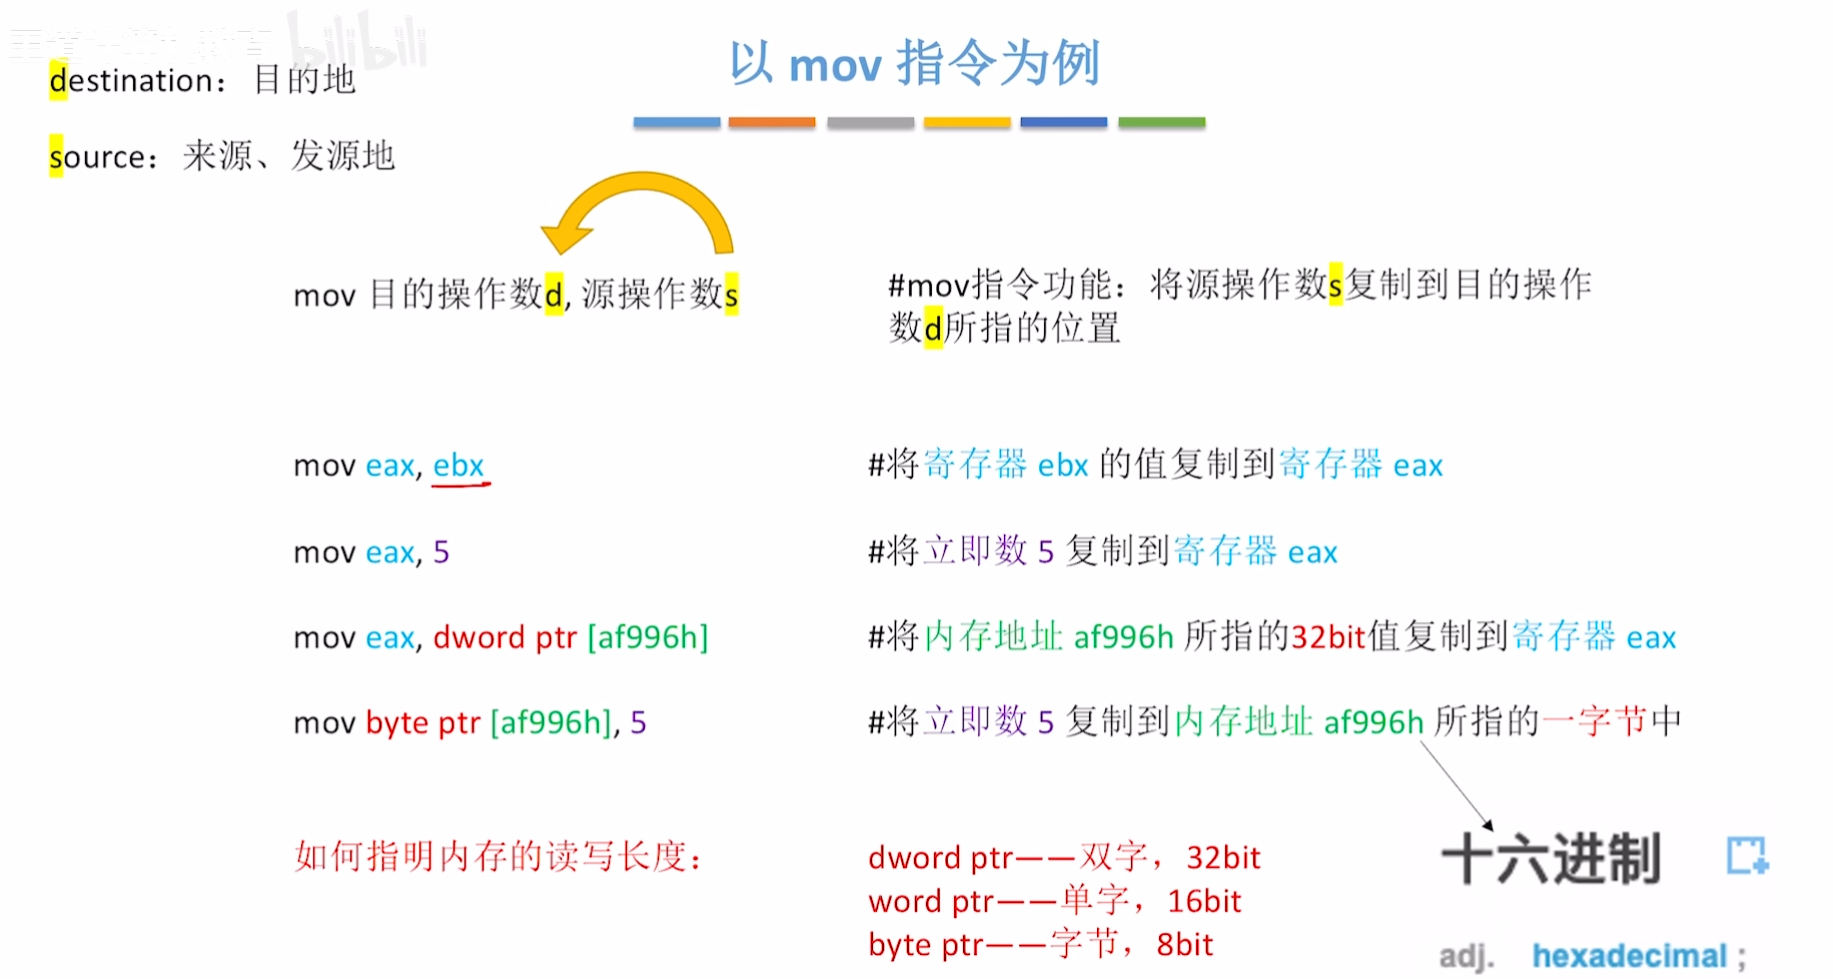 bilibili
以 mov 指令为例
destination：目的地
source：来源、发源地
mov 目的操作数d, 源操作数s
#mov指令功能：将源操作数s复制到目的操作
数d所指的位置
mov eax, ebx
#将寄存器 ebx 的值复制到寄存器 eax
mov eax, 5
#将立即数 5 复制到寄存器 eax
mov eax, dword ptr [af996h]
#将内存地址 af996h 所指的32bit值复制到寄存器 eax
mov byte ptr [af996h], 5
#将立即数 5 复制到内存地址 af996h 所指的一字节中
如何指明内存的读写长度：
dword ptr——双字，32bit
word ptr——单字，16bit
byte ptr——字节，8bit
十六进制
adj. hexadecimal ;